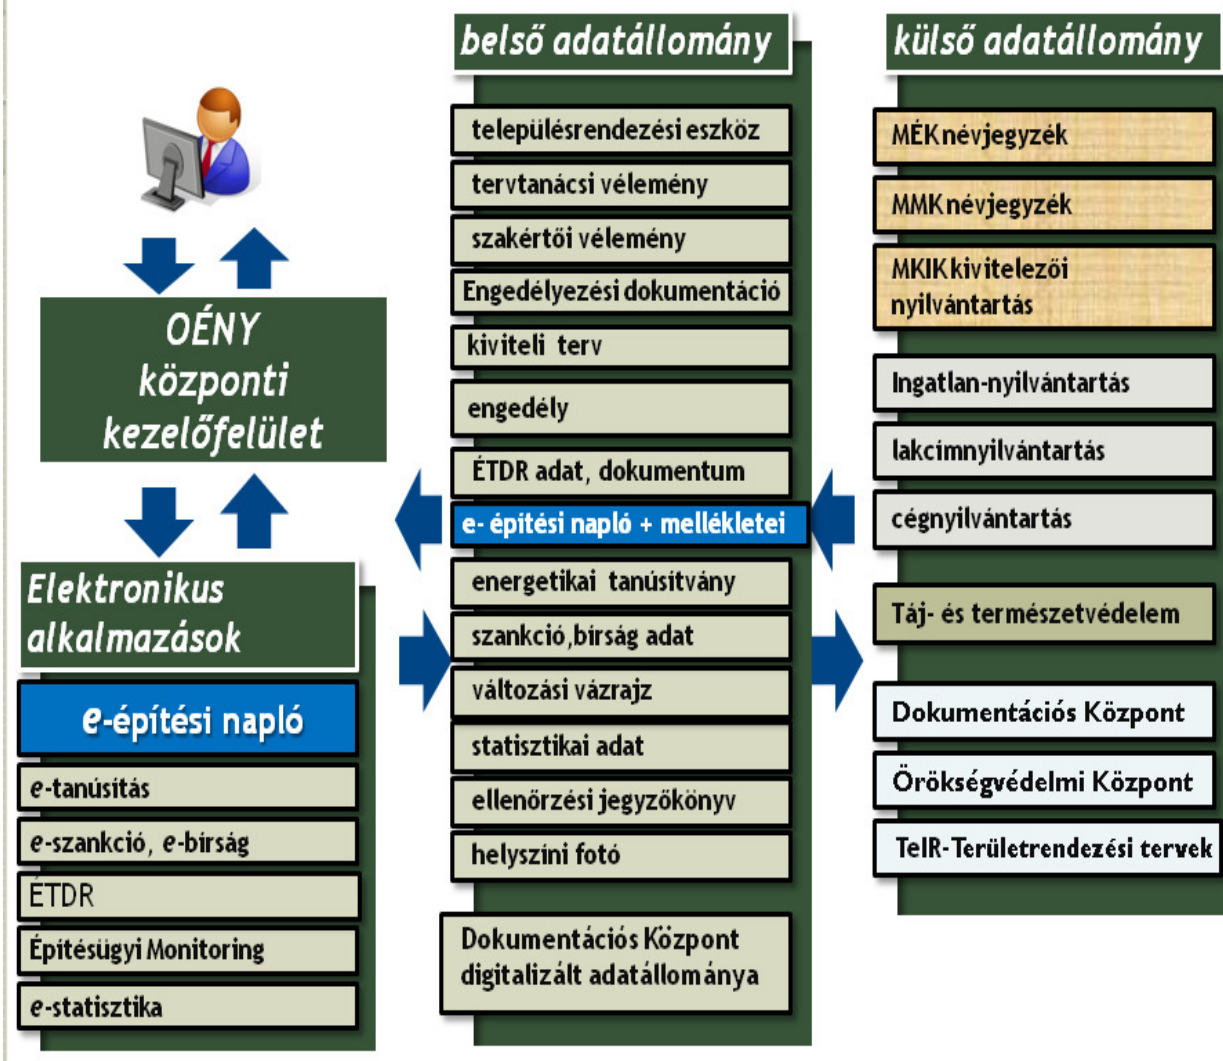 OÉNY
központi
kezelőfelület
Elektronikus
alkalmazások
e-építési napló
e-tanúsítás
e-szankció, e-bírság
ÉTDR
Építésügyi Monitoring
e-statisztika
belső adatállomány
településrendezési eszköz
tervtanácsi vélemény
szakértői vélemény
Engedélyezési dokumentáció
kiviteli terv
engedély
ÉTDR adat, dokumentum
e- építési napló + mellékletei
energetikai tanúsítvány
szankció,bírság adat
változási vázrajz
statisztikai adat
ellenőrzési jegyzőkönyv
helyszíni fotó
Dokumentációs Központ
digitalizált adatállománya
külső adatállomány
MÉK névjegyzék
MMK névjegyzék
MKIK kivitelezői
nyilvántartás
Ingatlan-nyilvántartás
lakcímnyilvántartás
cégnyilvántartás
Táj- és természetvédelem
Dokumentációs Központ
Örökségvédelmi Központ
TeIR-Területrendezési tervek